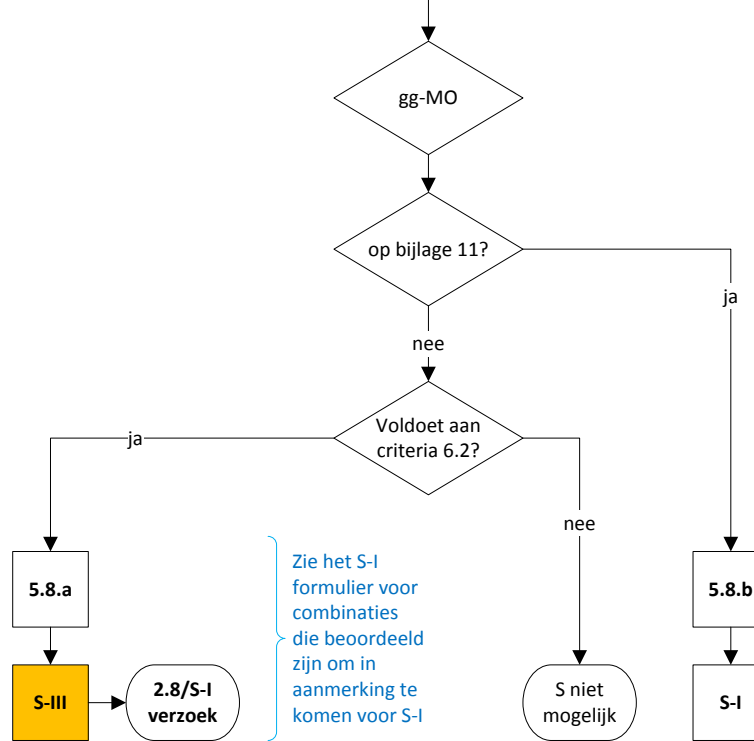 gg-MO
op bijlage 11?
ja
nee
Voldoet aan
criteria 6.2?
ja
nee
5.8.a
Zie het S-I
formulier voor
combinaties
die beoordeeld
zijn om in
aanmerking te
komen voor S-I
5.8.b
S-III
2.8/S-I
verzoek
S niet
mogelijk
S-I